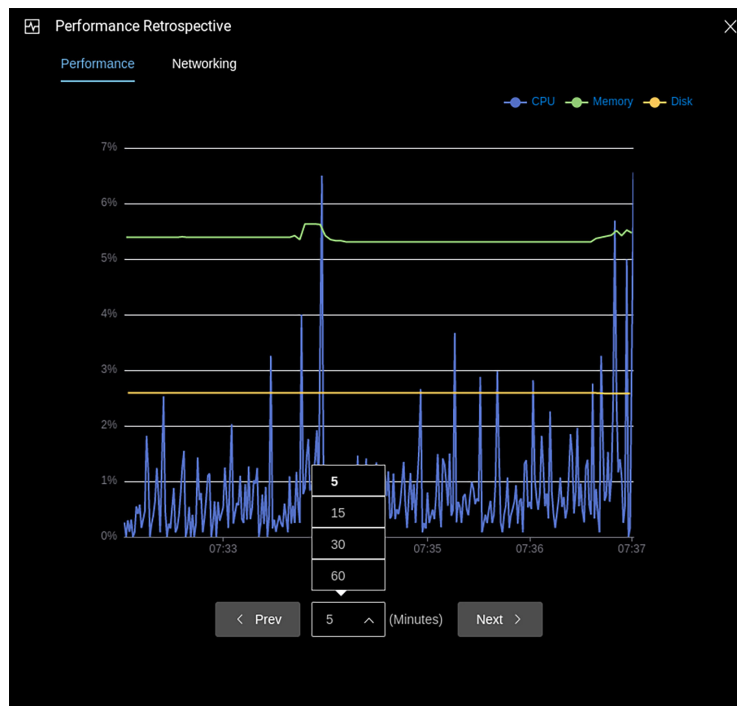 Performance Retrospective
Performance Networking
CPU Memory Disk
7%
6%
5%
4%
3%
2%
1%
0%
07:33 07:35 07:36 07:37
5
15
30
60
Prev 5 (Minutes) Next